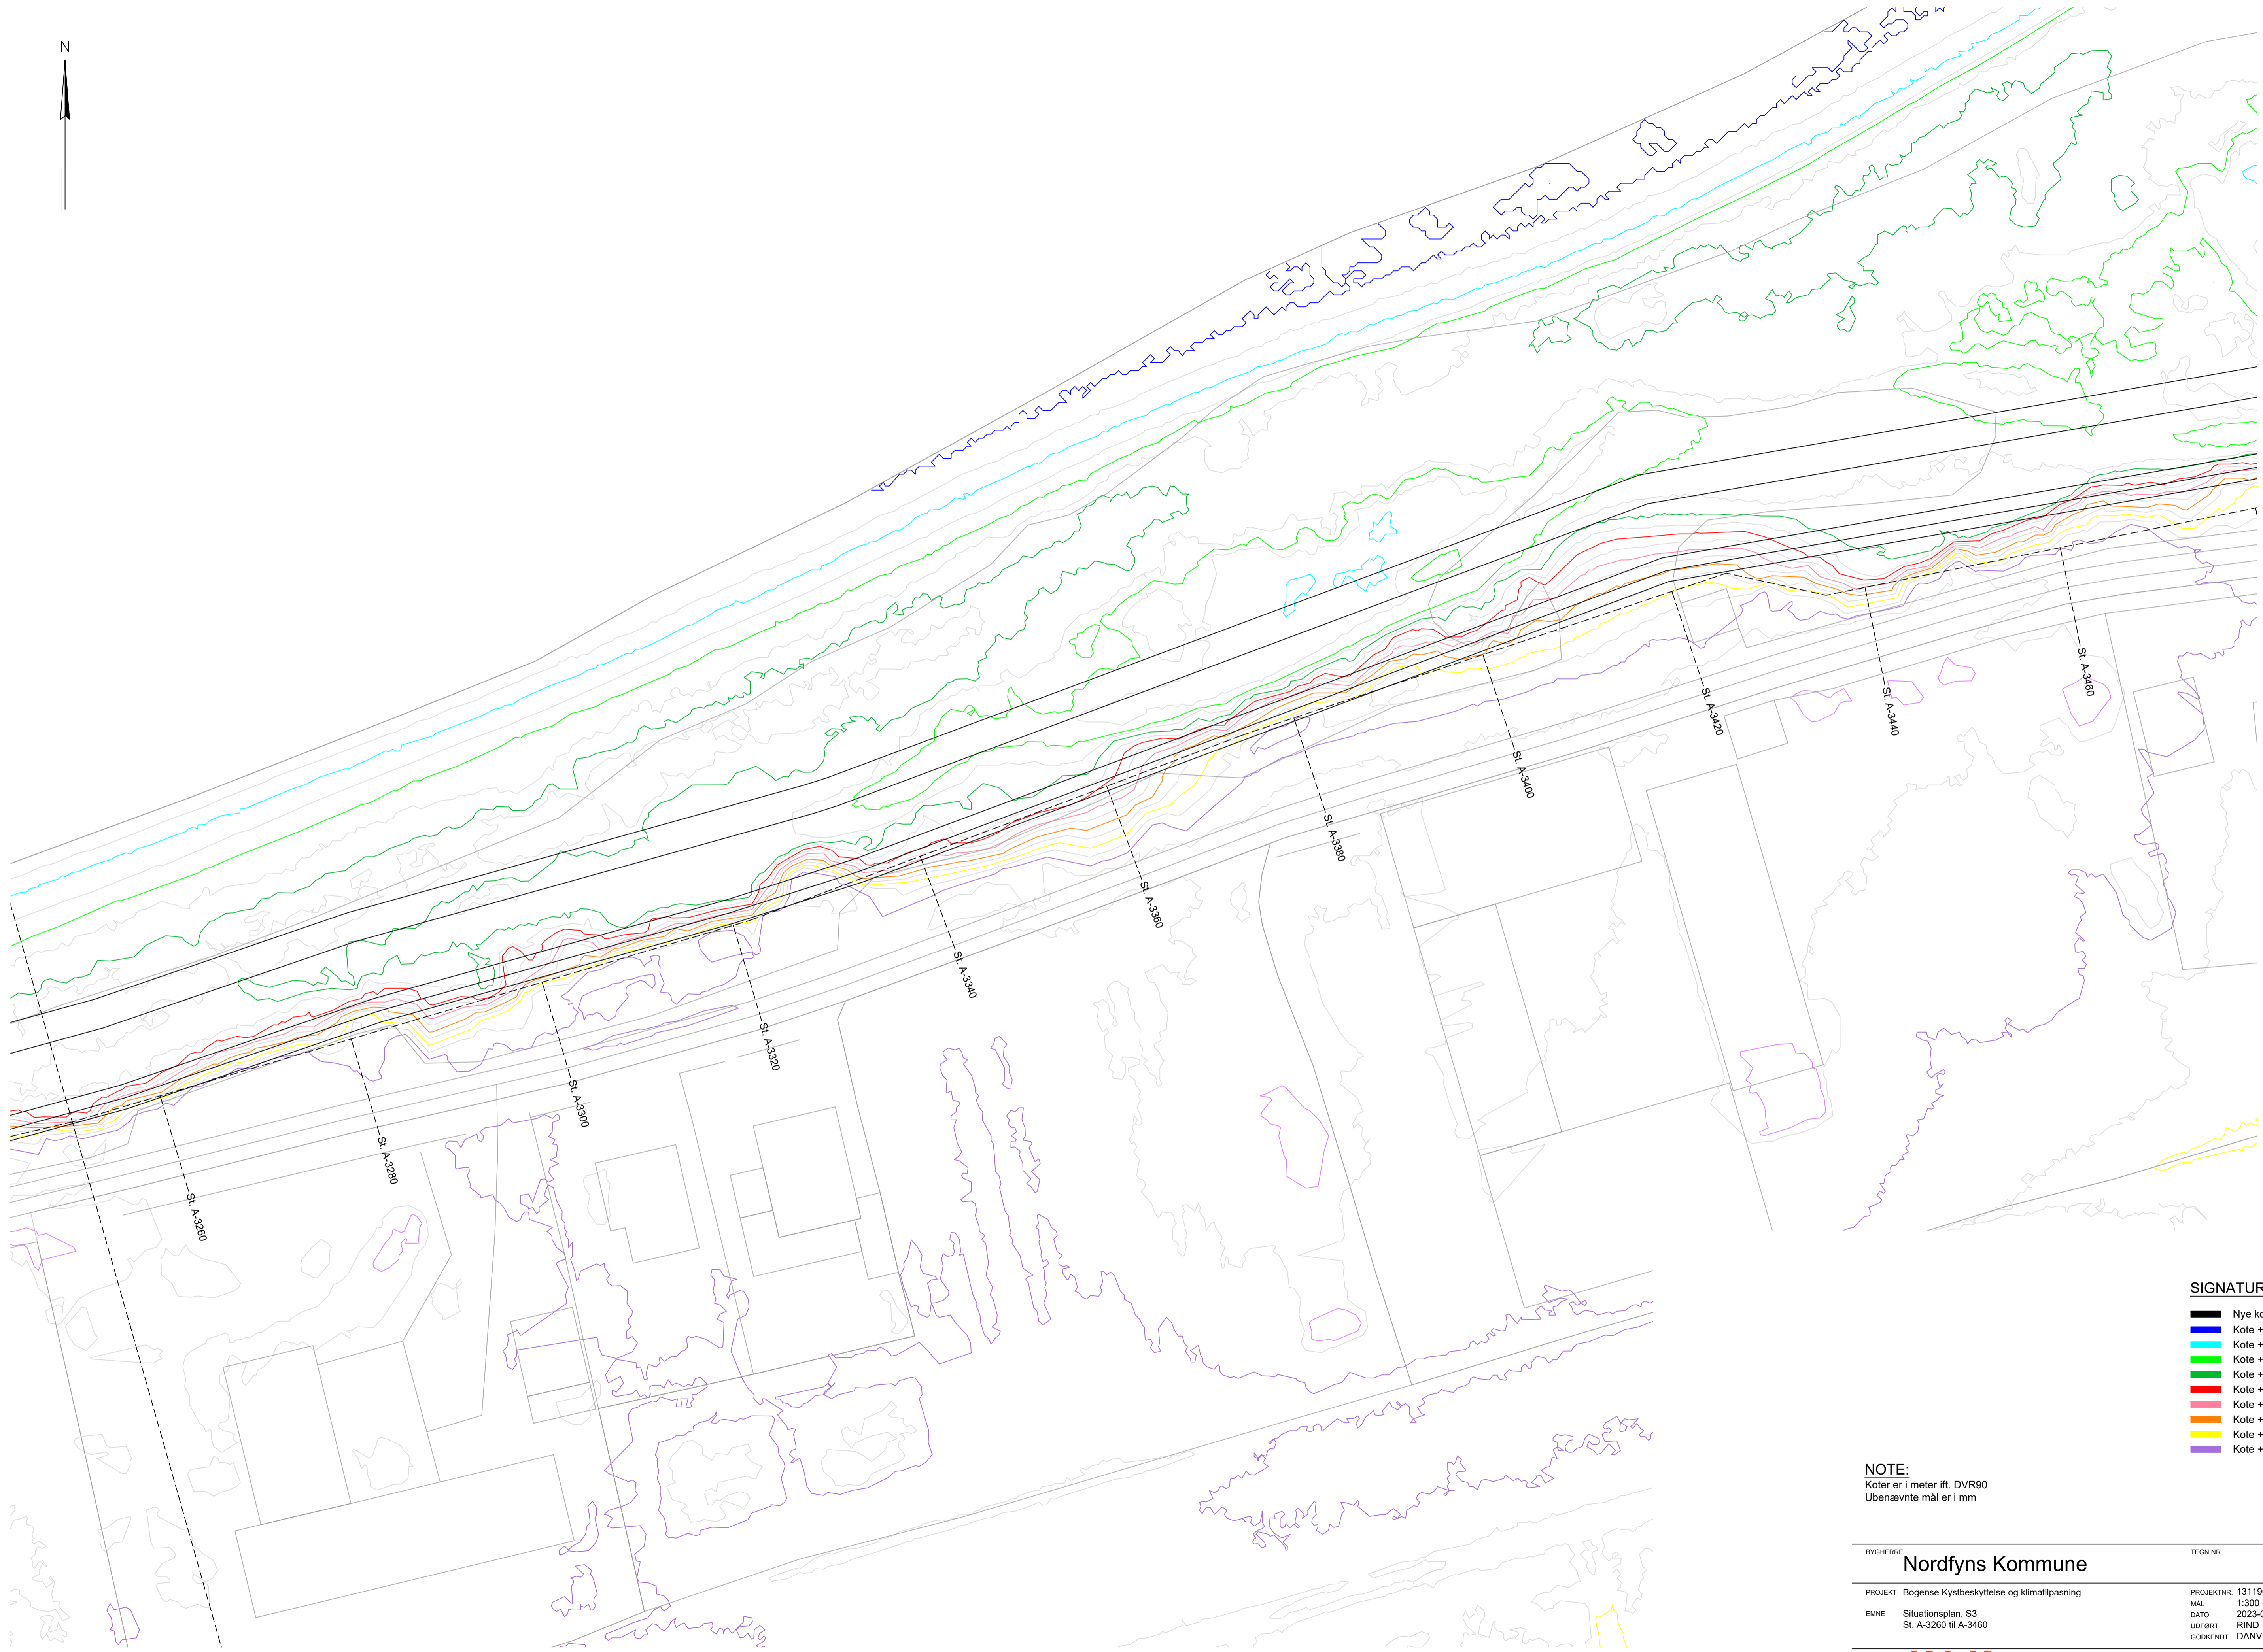 N
St. A-3260
St. A-3280
St. A-3300
St. A-3320
St. A-3340
St. A-3360
St. A-3380
St. A-3400
St. A-3420
St. A-3440
St. A-3460
SIGNATUR
Nye ko
Kote +
Kote +
Kote +
Kote +
Kote +
Kote +
Kote +
Kote +
Kote +
NOTE:
Koter er i meter ift. DVR90
Ubenævnte mål er i mm
BYGHERRE Nordfyns Kommune
TEGN.NR.
PROJEKT Bogense Kystbeskyttelse og klimatilpasning
EMNE Situationsplan, S3
St. A-3260 til A-3460
PROJEKTNR. 13119
MÅL 1:300
DATO 2023-0
UDFØRT RIND
GODKENDT DANV